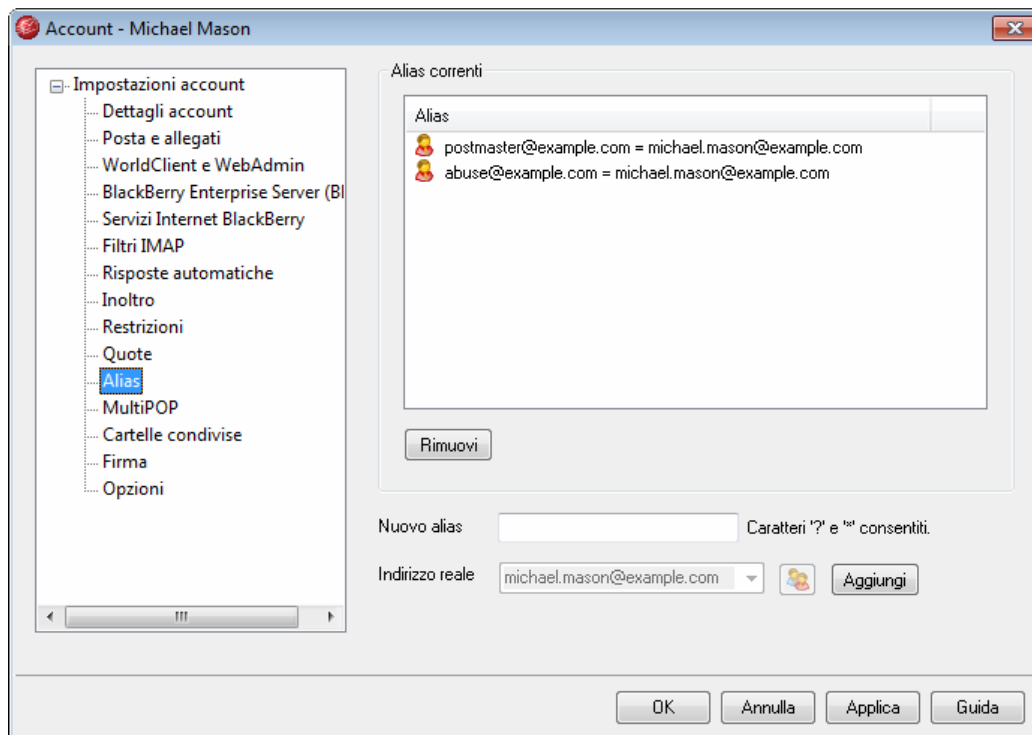 Account - Michael Mason
Impostazioni account
Dettagli account
Posta e allegati
WorldClient e WebAdmin
BlackBerry Enterprise Server (Bl
Servizi Internet BlackBerry
Filtri IMAP
Risposte automatiche
Inoltro
Restrizioni
Quote
Alias
MultiPOP
Cartelle condivise
Firma
Opzioni
Alias correnti
Alias
postmaster@example.com = michael.mason@example.com
abuse@example.com = michael.mason@example.com
Rimuovi
Nuovo alias
Caratteri '?' e '*' consentiti.
Indirizzo reale
michael.mason@example.com
Aggiungi
OK
Annulla
Applica
Guida